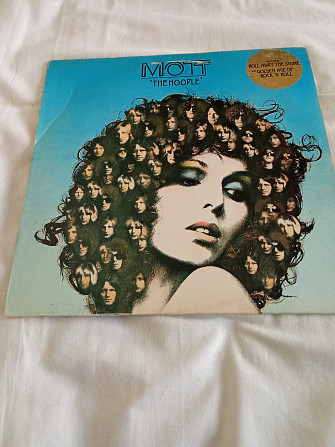 MOTT
"THE HOOPLE"
ROLL AWAY THE STONE
GOLDEN AGE OF
ROCK 'N' ROLL